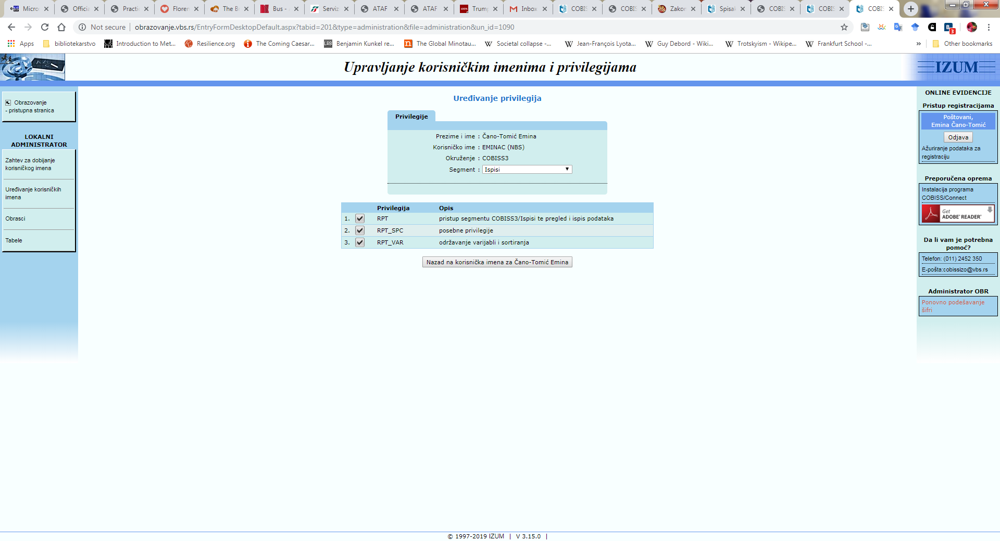 Micro
Officia
Practi
Floren
The B
Bus -
Serviz
ATAF
ATAF
Trump
Inbox
COBIS
COBIS
Zakon
Spisak
COBIS
COBIS
COBIS
Not secure | obrazovanje.vbs.rs/EntryFormDesktopDefault.aspx?tabid=201&type=administration&file=administration&un_id=1090
Apps
bibliotekarstvo
Introduction to Met...
Resilience.org
The Coming Caesar...
LRB
Benjamin Kunkel re...
The Global Minotau...
Societal collapse -...
Jean-François Lyota...
Guy Debord - Wiki...
Trotskyism - Wikipe...
Frankfurt School -...
Other bookmarks
Upravljanje korisničkim imenima i privilegijama
IZUM
Obrazovanje
- pristupna stranica
LOKALNI
ADMINISTRATOR
Zahtev za dobijanje
korisničkog imena
Uređivanje korisničkih
imena
Obrasci
Tabele
Uređivanje privilegija
Privilegije
Prezime i ime : Čano-Tomić Emina
Korisničko ime : EMINAC (NBS)
Okruženje : COBISS3
Segment : Ispisi
Privilegija Opis
1. RPT pristup segmentu COBISS3/Ispisi te pregled i ispis podataka
2. RPT_SPC posebne privilegije
3. RPT_VAR održavanje varijabli i sortiranja
Nazad na korisnička imena za Čano-Tomić Emina
ONLINE EVIDENCIJE
Pristup registracijama
Poštovani,
Emina Čano-Tomić
Odjava
Ažuriranje podataka za
registraciju
Preporučena oprema
Instalacija programa
COBISS/Connect
Get
ADOBE® READER®
Da li vam je potrebna
pomoć?
Telefon: (011) 2452 350
E-pošta:cobissizo@vbs.rs
Administrator OBR
Ponovno podešavanje
šifri
© 1997-2019 IZUM | V 3.15.0 |